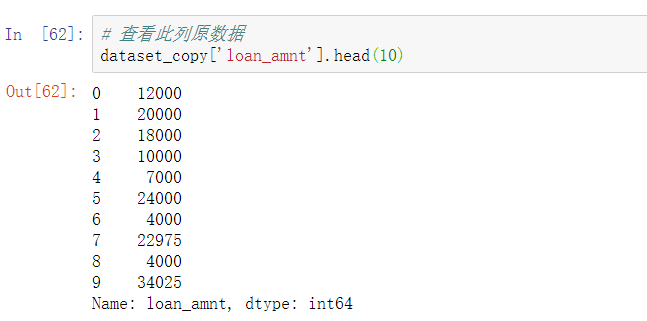 In [62]: # 查看此列原数据
dataset_copy['loan_amnt'].head(10)
Out[62]: 0 12000
1 20000
2 18000
3 10000
4 7000
5 24000
6 4000
7 22975
8 4000
9 34025
Name: loan_amnt, dtype: int64